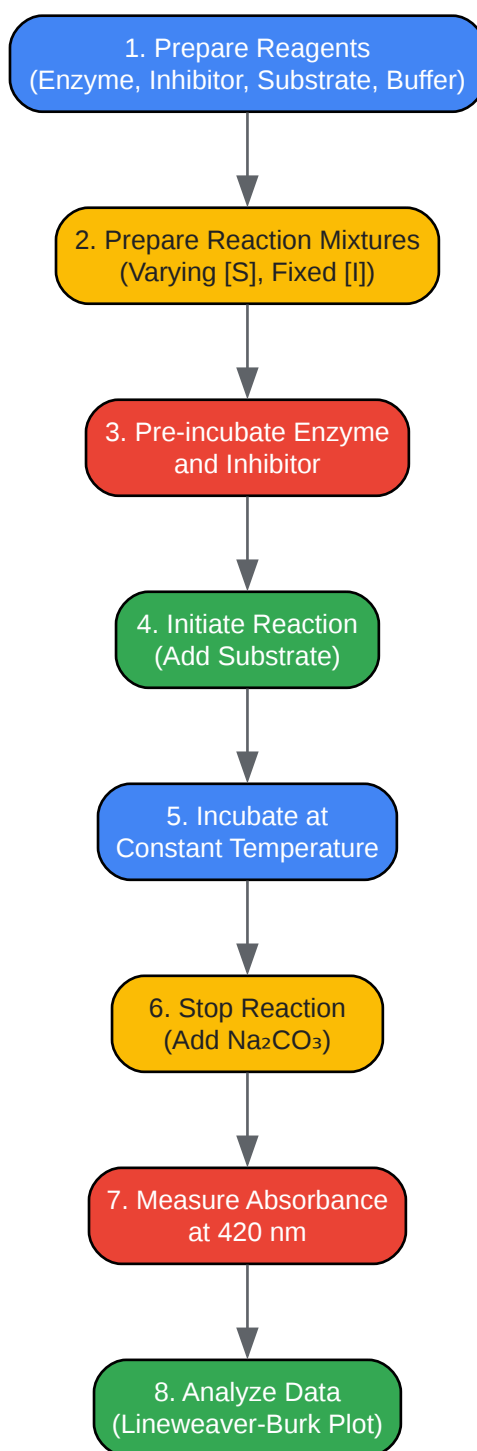 1. Prepare Reagents
(Enzyme, Inhibitor, Substrate, Buffer)
2. Prepare Reaction Mixtures
(Varying [S], Fixed [I])
3. Pre-incubate Enzyme
and Inhibitor
4. Initiate Reaction
(Add Substrate)
5. Incubate at
Constant Temperature
6. Stop Reaction
(Add Na₂CO₃)
7. Measure Absorbance
at 420 nm
8. Analyze Data
(Lineweaver-Burk Plot)